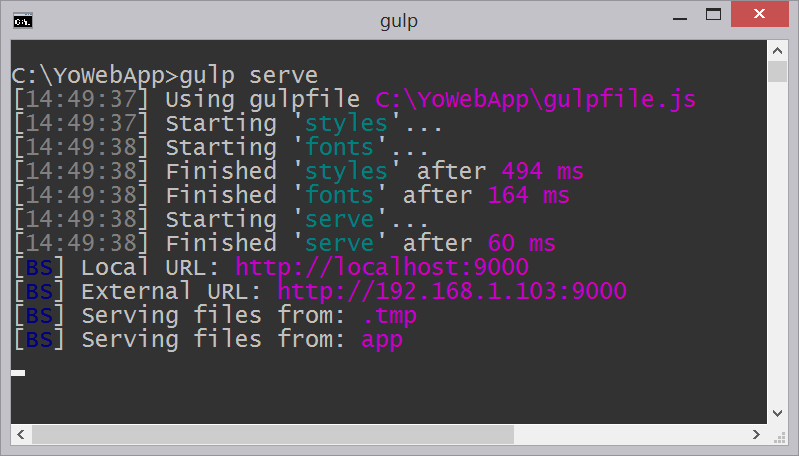 gulp
C:\YoWebApp>gulp serve
[14:49:37] Using gulpfile C:\YoWebApp\gulpfile.js
[14:49:37] Starting 'styles'...
[14:49:38] Starting 'fonts'...
[14:49:38] Finished 'styles' after 494 ms
[14:49:38] Finished 'fonts' after 164 ms
[14:49:38] Starting 'serve'...
[14:49:38] Finished 'serve' after 60 ms
[BS] Local URL: http://localhost:9000
[BS] External URL: http://192.168.1.103:9000
[BS] Serving files from: .tmp
[BS] Serving files from: app